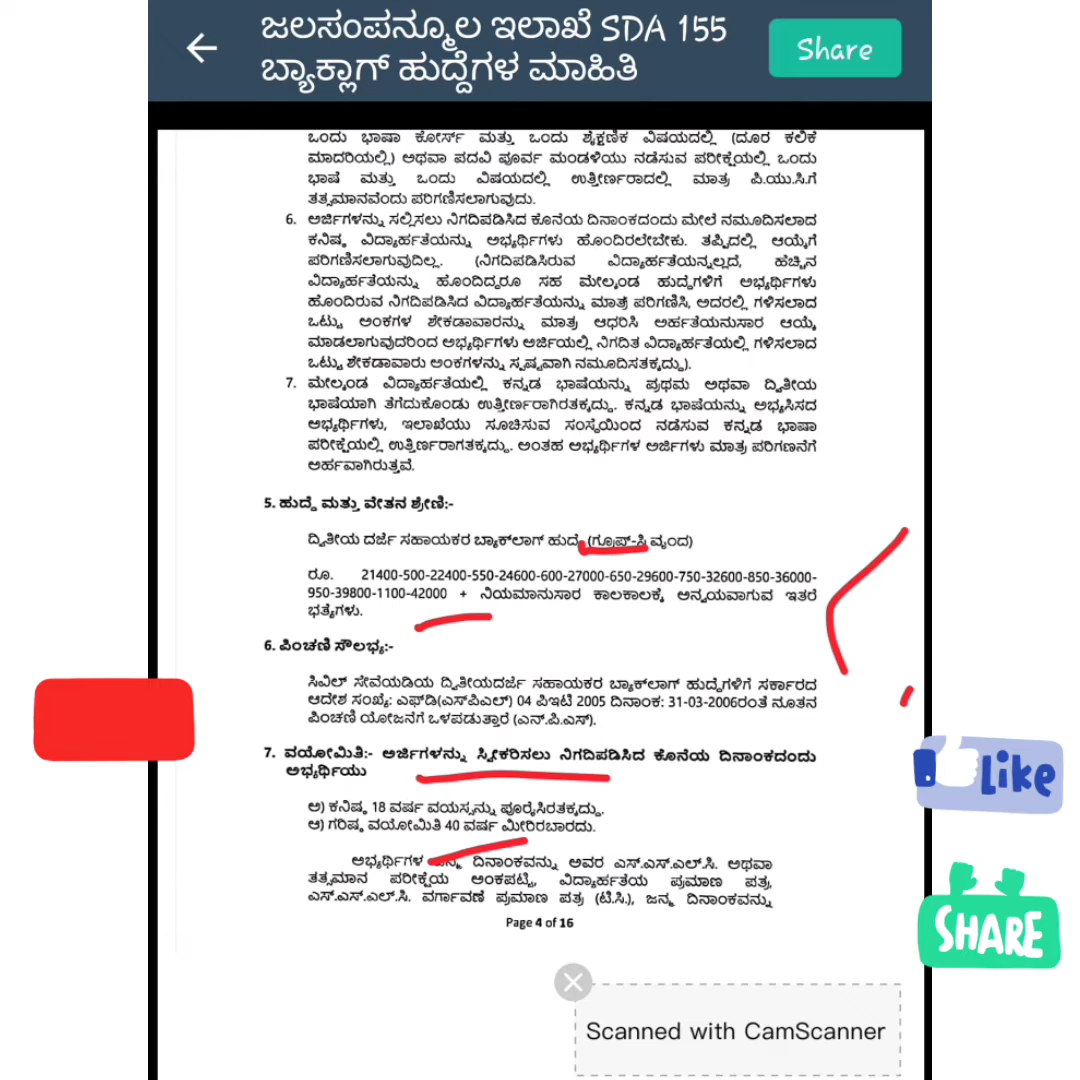 ಜಲಸಂಪನ್ಮೂಲ ಇಲಾಖೆ SDA 155
ಬ್ಯಾಕ್ಲಾಗ್ ಹುದ್ದೆಗಳ ಮಾಹಿತಿ
Share
ಒಂದು ಭಾಷಾ ಕೋರ್ಸ್ ಮತ್ತು ಒಂದು ಶೈಕ್ಷಣಿಕ ವಿಷಯದಲ್ಲಿ (ದೂರ ಕಲಿಕೆ
ಮಾದರಿಯಲ್ಲಿ) ಅಥವಾ ಪದವಿ ಪೂರ್ವ ಮಂಡಳಿಯು ನಡೆಸುವ ಪರೀಕ್ಷೆಯಲ್ಲಿ ಒಂದು
ಭಾಷೆ ಮತ್ತು ಒಂದು ವಿಷಯದಲ್ಲಿ ಉತ್ತೀರ್ಣರಾದಲ್ಲಿ ಮಾತ್ರ ಪಿ.ಯು.ಸಿ.ಗೆ
ತತ್ಸಮಾನವೆಂದು ಪರಿಗಣಿಸಲಾಗುವುದು.
6. ಅರ್ಜಿಗಳನ್ನು ಸಲ್ಲಿಸಲು ನಿಗದಿಪಡಿಸಿದ ಕೊನೆಯ ದಿನಾಂಕದಂದು ಮೇಲೆ ನಮೂದಿಸಲಾದ
ಕನಿಷ್ಠ ವಿದ್ಯಾರ್ಹತೆಯನ್ನು ಅಭ್ಯರ್ಥಿಗಳು ಹೊಂದಿರಲೇಬೇಕು. ತಪ್ಪಿದಲ್ಲಿ ಆಯ್ಕೆಗೆ
ಪರಿಗಣಿಸಲಾಗುವುದಿಲ್ಲ. (ನಿಗದಿಪಡಿಸಿರುವ ವಿದ್ಯಾರ್ಹತೆಯನ್ನಲ್ಲದೆ, ಹೆಚ್ಚಿನ
ವಿದ್ಯಾರ್ಹತೆಯನ್ನು ಹೊಂದಿದ್ದರೂ ಸಹ ಮೇಲ್ಕಂಡ ಹುದ್ದೆಗಳಿಗೆ ಅಭ್ಯರ್ಥಿಗಳು
ಹೊಂದಿರುವ ನಿಗದಿಪಡಿಸಿದ ವಿದ್ಯಾರ್ಹತೆಯನ್ನು ಮಾತ್ರ ಪರಿಗಣಿಸಿ, ಅದರಲ್ಲಿ ಗಳಿಸಲಾದ
ಒಟ್ಟು ಅಂಕಗಳ ಶೇಕಡಾವಾರನ್ನು ಮಾತ್ರ ಆಧರಿಸಿ ಅರ್ಹತೆಯನುಸಾರ ಆಯ್ಕೆ
ಮಾಡಲಾಗುವುದರಿಂದ ಅಭ್ಯರ್ಥಿಗಳು ಅರ್ಜಿಯಲ್ಲಿ ನಿಗದಿತ ವಿದ್ಯಾರ್ಹತೆಯಲ್ಲಿ ಗಳಿಸಲಾದ
ಒಟ್ಟು ಶೇಕಡಾವಾರು ಅಂಕಗಳನ್ನು ಸ್ಪಷ್ಟವಾಗಿ ನಮೂದಿಸತಕ್ಕದ್ದು).
7. ಮೇಲ್ಕಂಡ ವಿದ್ಯಾರ್ಹತೆಯಲ್ಲಿ ಕನ್ನಡ ಭಾಷೆಯನ್ನು ಪ್ರಥಮ ಅಥವಾ ದ್ವಿತೀಯ
ಭಾಷೆಯಾಗಿ ತೆಗೆದುಕೊಂಡು ಉತ್ತೀರ್ಣರಾಗಿರತಕ್ಕದ್ದು. ಕನ್ನಡ ಭಾಷೆಯನ್ನು ಅಭ್ಯಸಿಸದ
ಅಭ್ಯರ್ಥಿಗಳು, ಇಲಾಖೆಯು ಸೂಚಿಸುವ ಸಂಸ್ಥೆಯಿಂದ ನಡೆಸುವ ಕನ್ನಡ ಭಾಷಾ
ಪರೀಕ್ಷೆಯಲ್ಲಿ ಉತ್ತಿರ್ಣರಾಗತಕ್ಕದ್ದು. ಅಂತಹ ಅಭ್ಯರ್ಥಿಗಳ ಅರ್ಜಿಗಳು ಮಾತ್ರ ಪರಿಗಣನೆಗೆ
ಅರ್ಹವಾಗಿರುತ್ತವೆ.
5. ಹುದ್ದೆ ಮತ್ತು ವೇತನ ಶ್ರೇಣಿ:-
ದ್ವಿತೀಯ ದರ್ಜೆ ಸಹಾಯಕರ ಬ್ಯಾಕ್‌ಲಾಗ್ ಹುದ್ದೆ (ಗ್ರೂಪ್-ಸಿ ವೃಂದ)
ರೂ. 21400-500-22400-550-24600-600-27000-650-29600-750-32600-850-36000-
950-39800-1100-42000 + ನಿಯಮಾನುಸಾರ ಕಾಲಕಾಲಕ್ಕೆ ಅನ್ವಯವಾಗುವ ಇತರೆ
ಭತ್ಯೆಗಳು.
6. ಪಿಂಚಣಿ ಸೌಲಭ್ಯ:-
ಸಿವಿಲ್ ಸೇವೆಯಡಿಯ ದ್ವಿತೀಯದರ್ಜೆ ಸಹಾಯಕರ ಬ್ಯಾಕ್‌ಲಾಗ್ ಹುದ್ದೆಗಳಿಗೆ ಸರ್ಕಾರದ
ಆದೇಶ ಸಂಖ್ಯೆ: ಎಫ್‌ಡಿ(ಎಸ್‌ಪಿಎಲ್) 04 ಪಿಇಟಿ 2005 ದಿನಾಂಕ: 31-03-2006ರಂತೆ ನೂತನ
ಪಿಂಚಣಿ ಯೋಜನೆಗೆ ಒಳಪಡುತ್ತಾರೆ (ಎನ್.ಪಿ.ಎಸ್).
7. ವಯೋಮಿತಿ:- ಅರ್ಜಿಗಳನ್ನು ಸ್ವೀಕರಿಸಲು ನಿಗದಿಪಡಿಸಿದ ಕೊನೆಯ ದಿನಾಂಕದಂದು
ಅಭ್ಯರ್ಥಿಯು
ಅ) ಕನಿಷ್ಠ 18 ವರ್ಷ ವಯಸ್ಸನ್ನು ಪೂರೈಸಿರತಕ್ಕದ್ದು.
ಆ) ಗರಿಷ್ಠ ವಯೋಮಿತಿ 40 ವರ್ಷ ಮೀರಿರಬಾರದು.
ಅಭ್ಯರ್ಥಿಗಳ ಜನ್ಮ ದಿನಾಂಕವನ್ನು ಅವರ ಎಸ್.ಎಸ್.ಎಲ್.ಸಿ. ಅಥವಾ
ತತ್ಸಮಾನ ಪರೀಕ್ಷೆಯ ಅಂಕಪಟ್ಟಿ, ವಿದ್ಯಾರ್ಹತೆಯ ಪ್ರಮಾಣ ಪತ್ರ,
ಎಸ್.ಎಸ್.ಎಲ್.ಸಿ. ವರ್ಗಾವಣೆ ಪ್ರಮಾಣ ಪತ್ರ (ಟಿ.ಸಿ.), ಜನ್ಮ ದಿನಾಂಕವನ್ನು
Page 4 of 16
Like
SHARE
Scanned with CamScanner